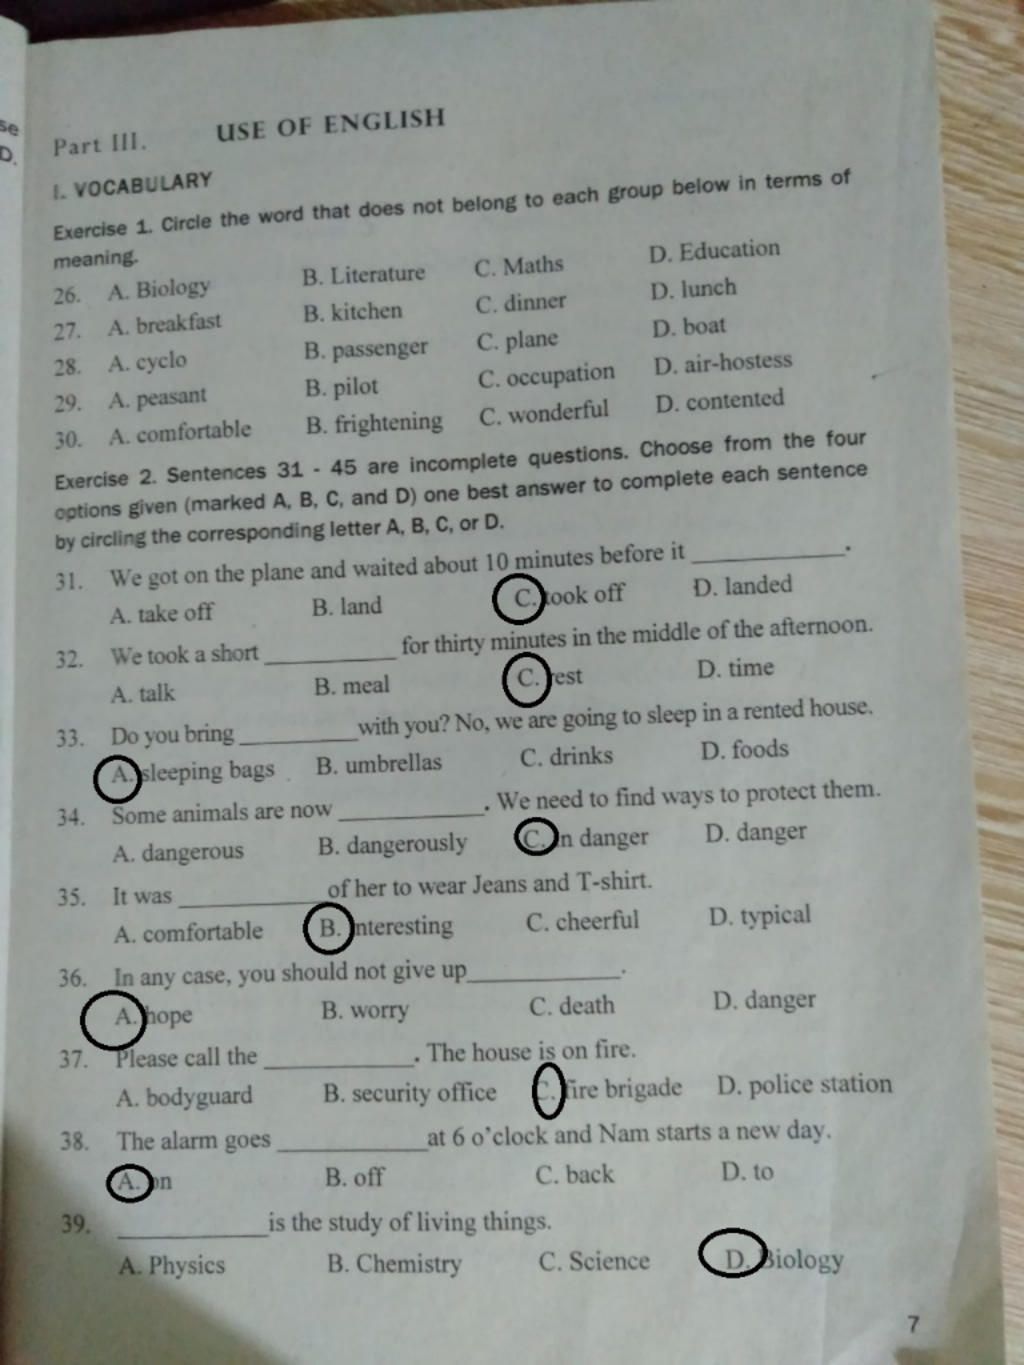 se
D.
Part III. USE OF ENGLISH
I. VOCABULARY
Exercise 1. Circle the word that does not belong to each group below in terms of
meaning.
26. A. Biology B. Literature C. Maths D. Education
27. A. breakfast B. kitchen C. dinner D. lunch
28. A. cyclo B. passenger C. plane D. boat
29. A. peasant B. pilot C. occupation D. air-hostess
30. A. comfortable B. frightening C. wonderful D. contented
Exercise 2. Sentences 31 - 45 are incomplete questions. Choose from the four
options given (marked A, B, C, and D) one best answer to complete each sentence
by circling the corresponding letter A, B, C, or D.
31. We got on the plane and waited about 10 minutes before it ____________.
A. take off B. land C. took off D. landed
32. We took a short ____________ for thirty minutes in the middle of the afternoon.
A. talk B. meal C. rest D. time
33. Do you bring __________ with you? No, we are going to sleep in a rented house.
A. sleeping bags B. umbrellas C. drinks D. foods
34. Some animals are now ____________. We need to find ways to protect them.
A. dangerous B. dangerously C. in danger D. danger
35. It was ____________ of her to wear Jeans and T-shirt.
A. comfortable B. interesting C. cheerful D. typical
36. In any case, you should not give up____________.
A. hope B. worry C. death D. danger
37. Please call the ____________. The house is on fire.
A. bodyguard B. security office C. fire brigade D. police station
38. The alarm goes ____________ at 6 o'clock and Nam starts a new day.
A. on B. off C. back D. to
39. ____________ is the study of living things.
A. Physics B. Chemistry C. Science D. Biology
7